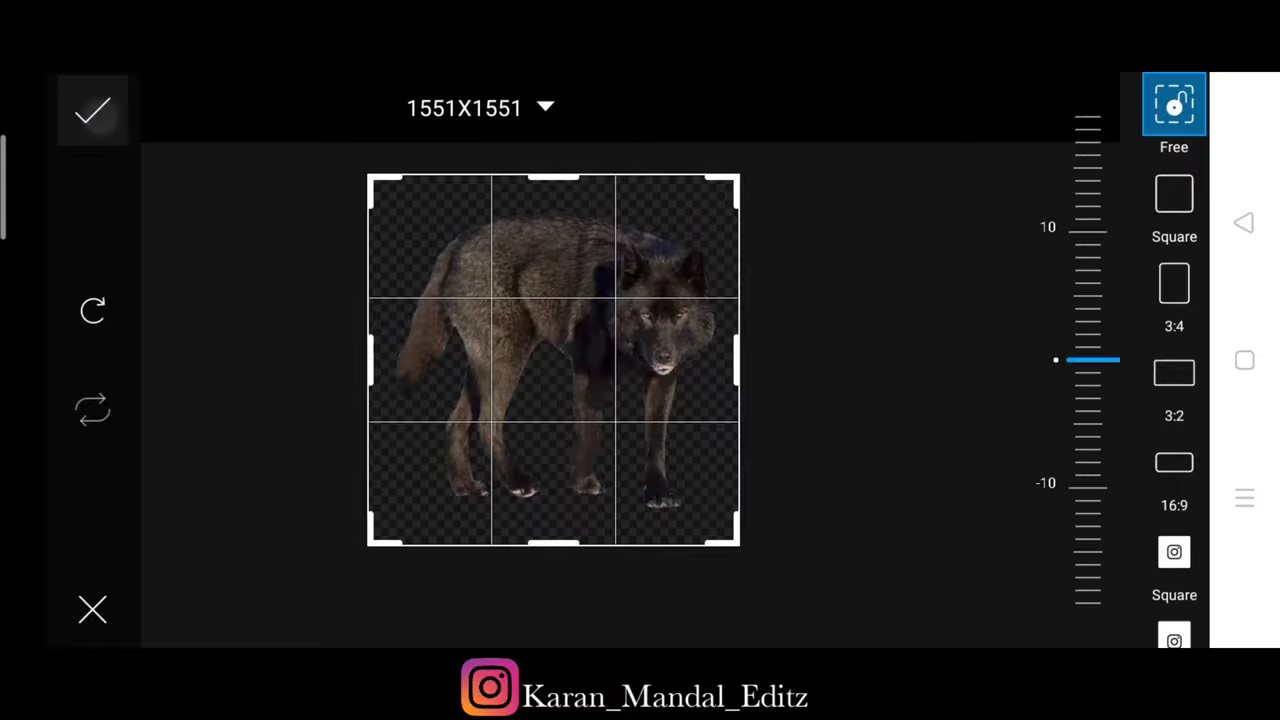 1551X1551
Free
10
Square
3:4
3:2
-10
16:9
Square
Karan_Mandal_Editz